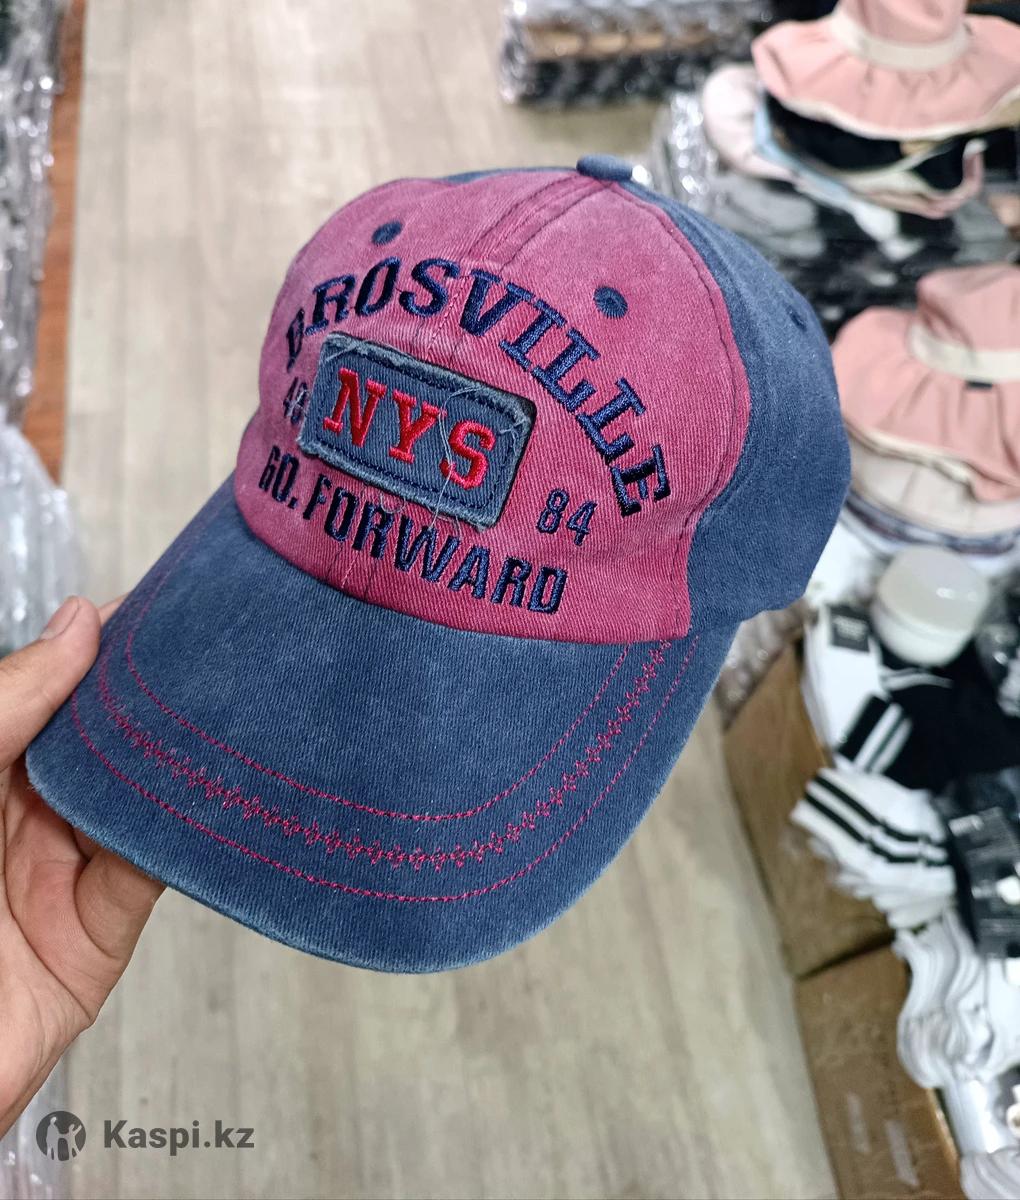 BROSVILLE
NYS
84
GO. FORWARD
Kaspi.kz